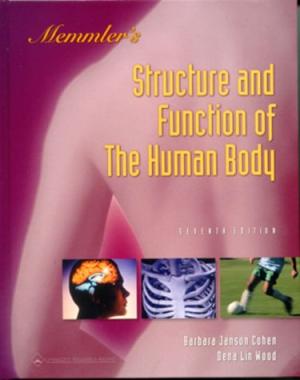 Memmler's
Structure and
Function of
The Human Body
SEVENTH EDITION
Barbara Janson Cohen
Dena Lin Wood